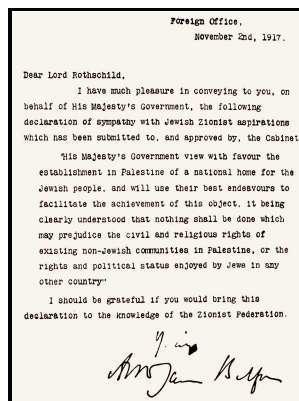 Foreign Office,
November 2nd, 1917.
Dear Lord Rothschild,
I have much pleasure in conveying to you, on
behalf of His Majesty's Government, the following
declaration of sympathy with Jewish Zionist aspirations
which has been submitted to, and approved by, the Cabinet
"His Majesty's Government view with favour the
establishment in Palestine of a national home for the
Jewish people, and will use their best endeavours to
facilitate the achievement of this object, it being
clearly understood that nothing shall be done which
may prejudice the civil and religious rights of
existing non-Jewish communities in Palestine, or the
rights and political status enjoyed by Jews in any
other country"
I should be grateful if you would bring this
declaration to the knowledge of the Zionist Federation.